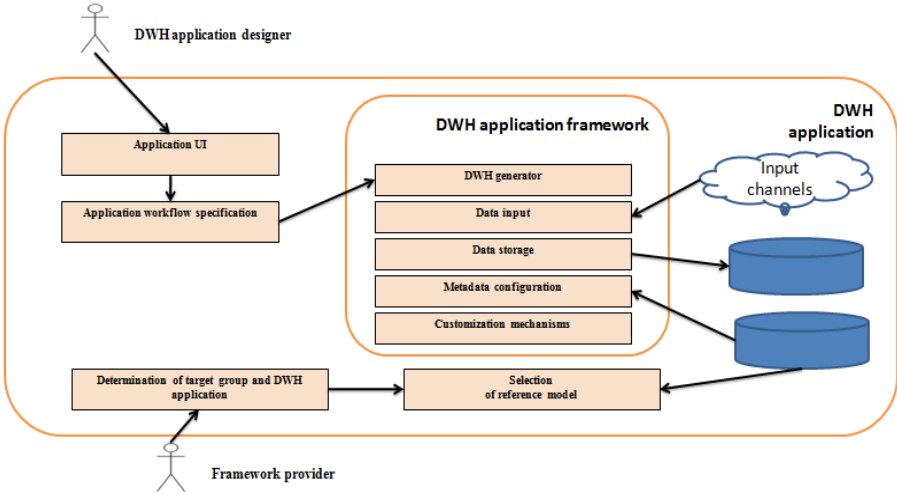 DWH application designer
DWH application framework
DWH
application
Application UI
DWH generator
Input
channels
Application workflow specification
Data input
Data storage
Metadata configuration
Customization mechanisms
Determination of target group and DWH
application
Selection
of reference model
Framework provider